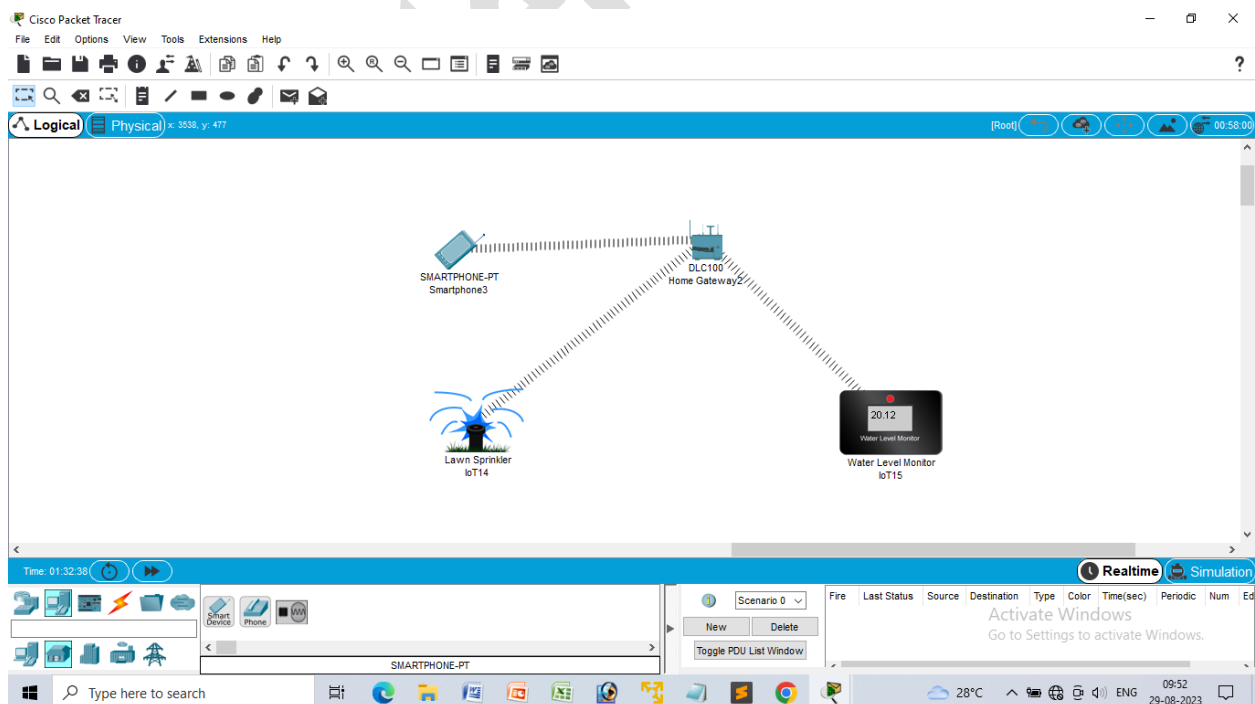 Cisco Packet Tracer
File Edit Options View Tools Extensions Help
?
Logical Physical x: 3538, y: 477 [Root] 00:58:00
SMARTPHONE-PT
Smartphone3
DLC100
Home Gateway2
Lawn Sprinkler
IoT14
20.12
Water Level Monitor
Water Level Monitor
IoT15
Time: 01:32:38 Realtime Simulation
Smart Device Phone
SMARTPHONE-PT
Scenario 0
New Delete
Toggle PDU List Window
Fire Last Status Source Destination Type Color Time(sec) Periodic Num Ed
Activate Windows
Go to Settings to activate Windows.
Type here to search 28°C ENG 09:52
29-08-2023